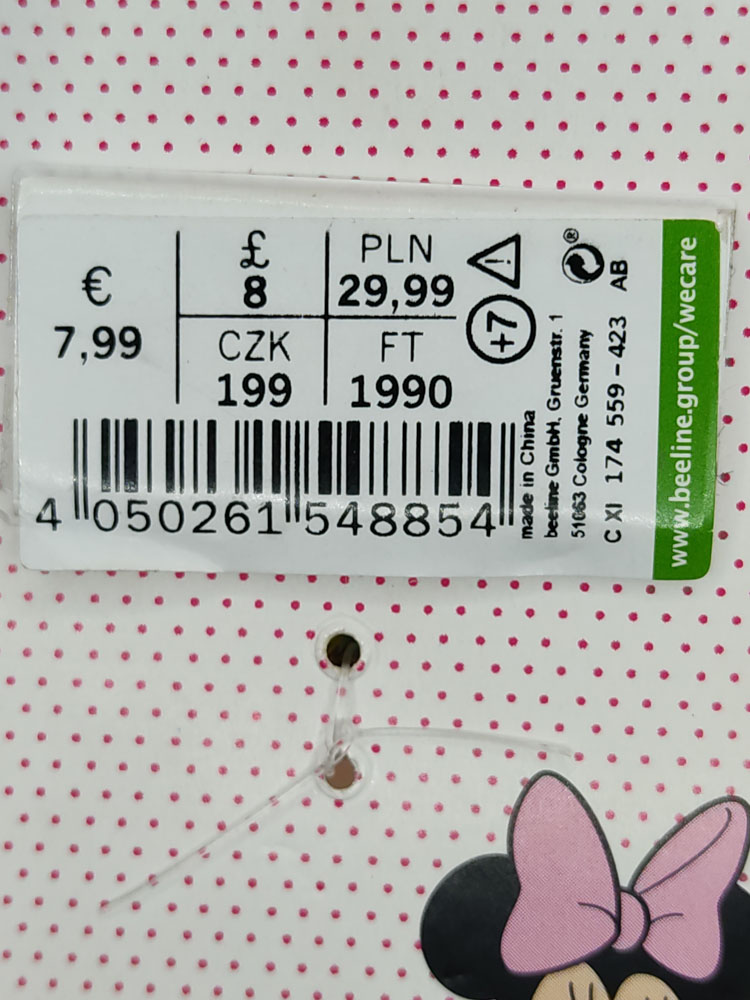 €
7,99
£
8
PLN
29,99
CZK
199
FT
1990
+7
4 050261 548854
made in China
beeline GmbH, Gruenstr. 1
51063 Cologne Germany
C XI 174 559-423 AB
www.beeline.group/wecare